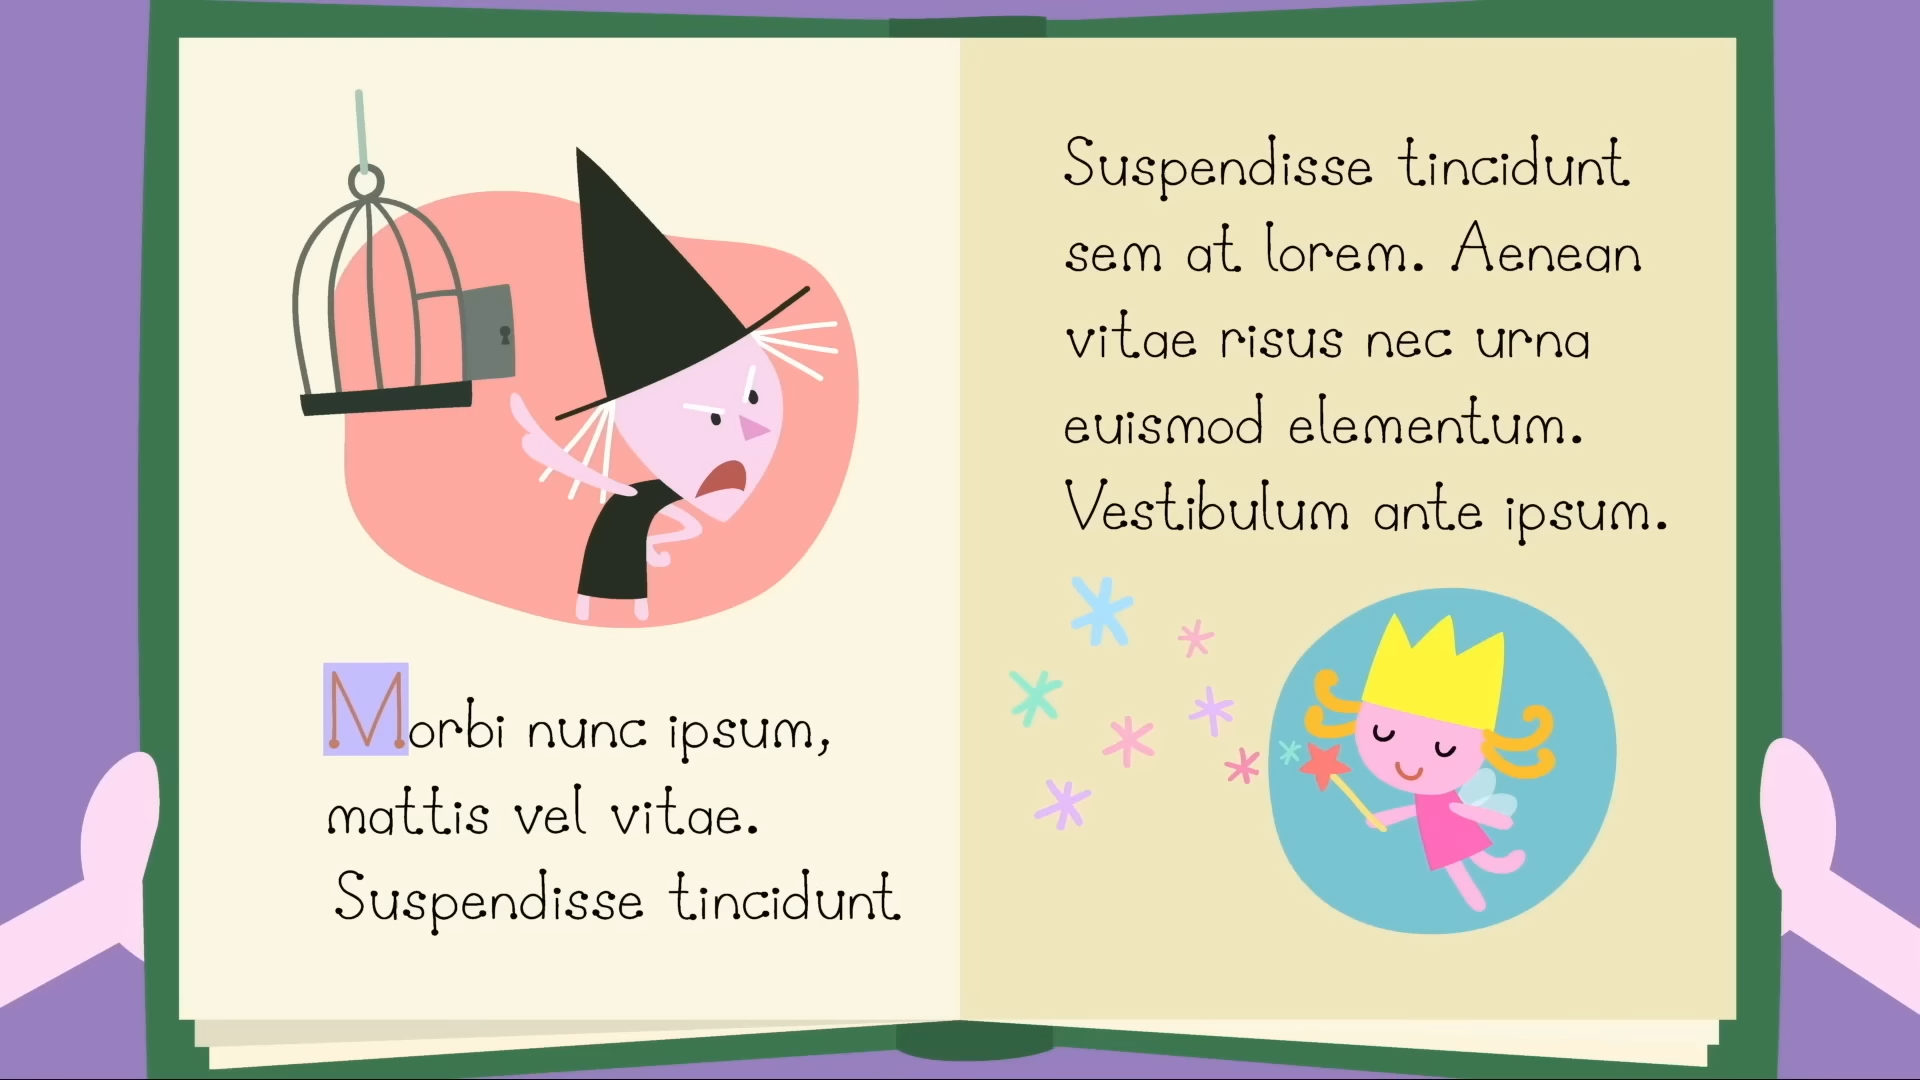 Morbi nunc ipsum,
mattis vel vitae.
Suspendisse tincidunt
Suspendisse tincidunt
sem at lorem. Aenean
vitae risus nec urna
euismod elementum.
Vestibulum ante ipsum.